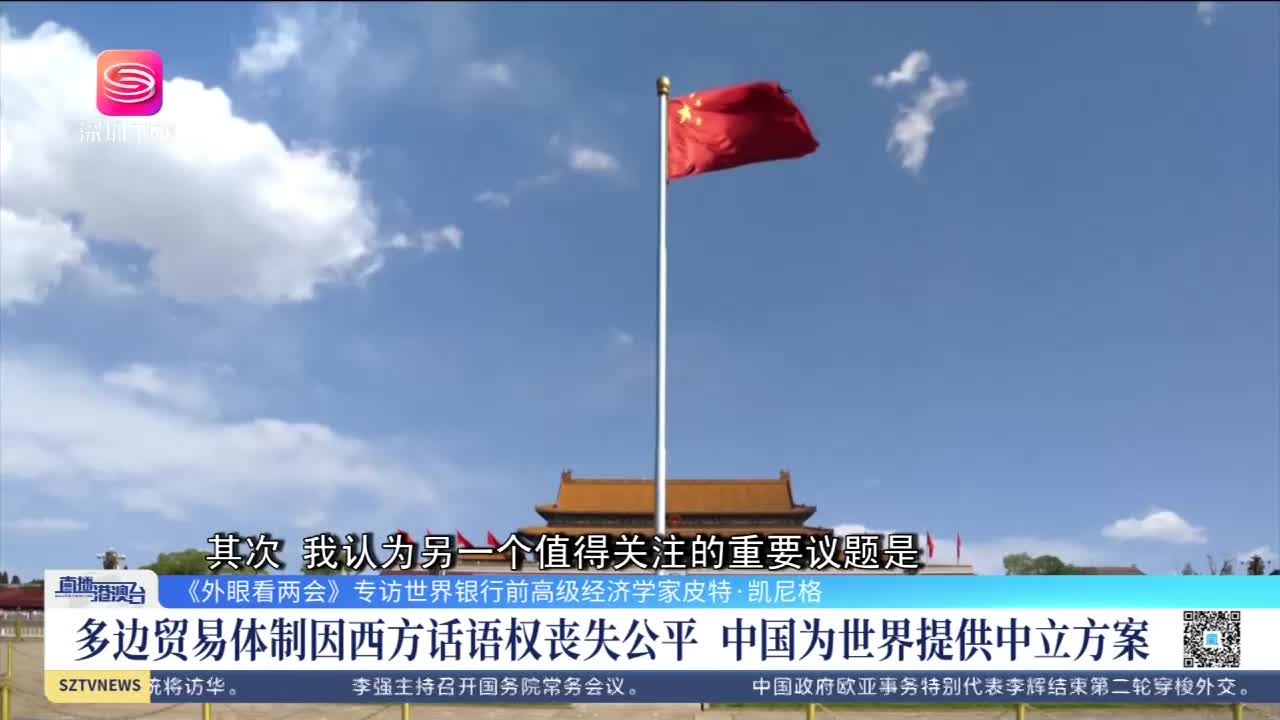 其次 我认为另一个值得关注的重要议题是
直播港澳台
《外眼看两会》专访世界银行前高级经济学家皮特·凯尼格
多边贸易体制因西方话语权丧失公平 中国为世界提供中立方案
SZTVNEWS
统将访华。 李强主持召开国务院常务会议。 中国政府欧亚事务特别代表李辉结束第二轮穿梭外交。